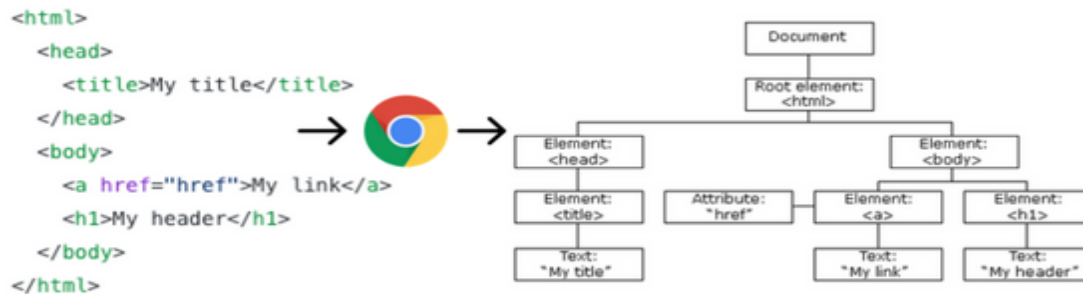 <html>
<head>
<title>My title</title>
</head>
<body>
<a href="href">My link</a>
<h1>My header</h1>
</body>
</html>
Document
Root element:
<html>
Element:
<head>
Element:
<body>
Element:
<title>
Attribute:
"href"
Element:
<a>
Element:
<h1>
Text:
"My title"
Text:
"My link"
Text:
"My header"